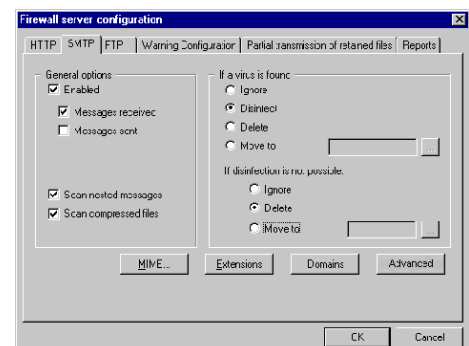 Firewall server configuration
HTTP SMTP FTP Warning Configuration Partial transmission of retained files Reports
General options
Enabled
Messages received
Messages sent
Scan nested messages
Scan compressed files
If a virus is found
Ignore
Disinfect
Delete
Move to
...
If disinfection is not possible:
Ignore
Delete
Move to
...
MIME... Extensions Domains Advanced
OK Cancel